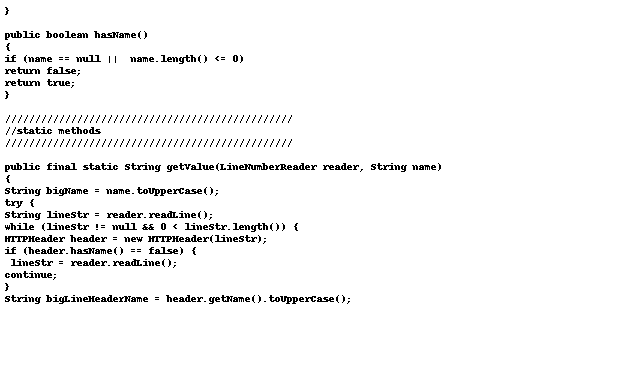 }
public boolean hasName()
{
if (name == null ||  name.length() <= 0)
return false;
return true;
}
////////////////////////////////////////////////
//static methods
////////////////////////////////////////////////
public final static String getValue(LineNumberReader reader, String name)
{
String bigName = name.toUpperCase();
try {
String lineStr = reader.readLine();
while (lineStr != null && 0 < lineStr.length()) {
HTTPHeader header = new HTTPHeader(lineStr);
if (header.hasName() == false) {
 lineStr = reader.readLine();
continue;
}
String bigLineHeaderName = header.getName().toUpperCase();